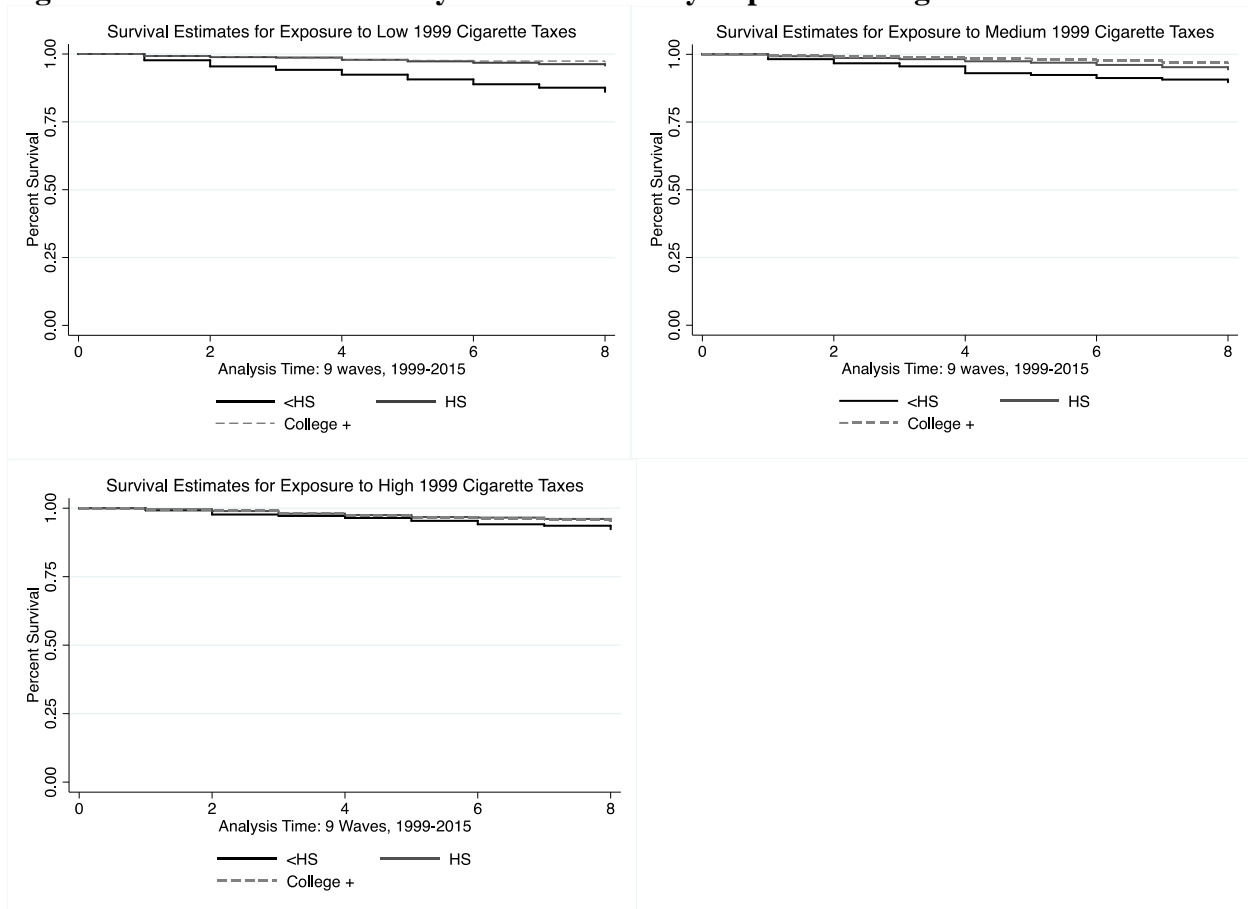 Survival Estimates for Exposure to Low 1999 Cigarette Taxes
Percent Survival
1.00
0.75
0.50
0.25
0.00
0 2 4 6 8
Analysis Time: 9 waves, 1999-2015
<HS HS
College +
Survival Estimates for Exposure to Medium 1999 Cigarette Taxes
Percent Survival
1.00
0.75
0.50
0.25
0.00
0 2 4 6 8
Analysis Time: 9 waves, 1999-2015
<HS HS
College +
Survival Estimates for Exposure to High 1999 Cigarette Taxes
Percent Survival
1.00
0.75
0.50
0.25
0.00
0 2 4 6 8
Analysis Time: 9 Waves, 1999-2015
<HS HS
College +